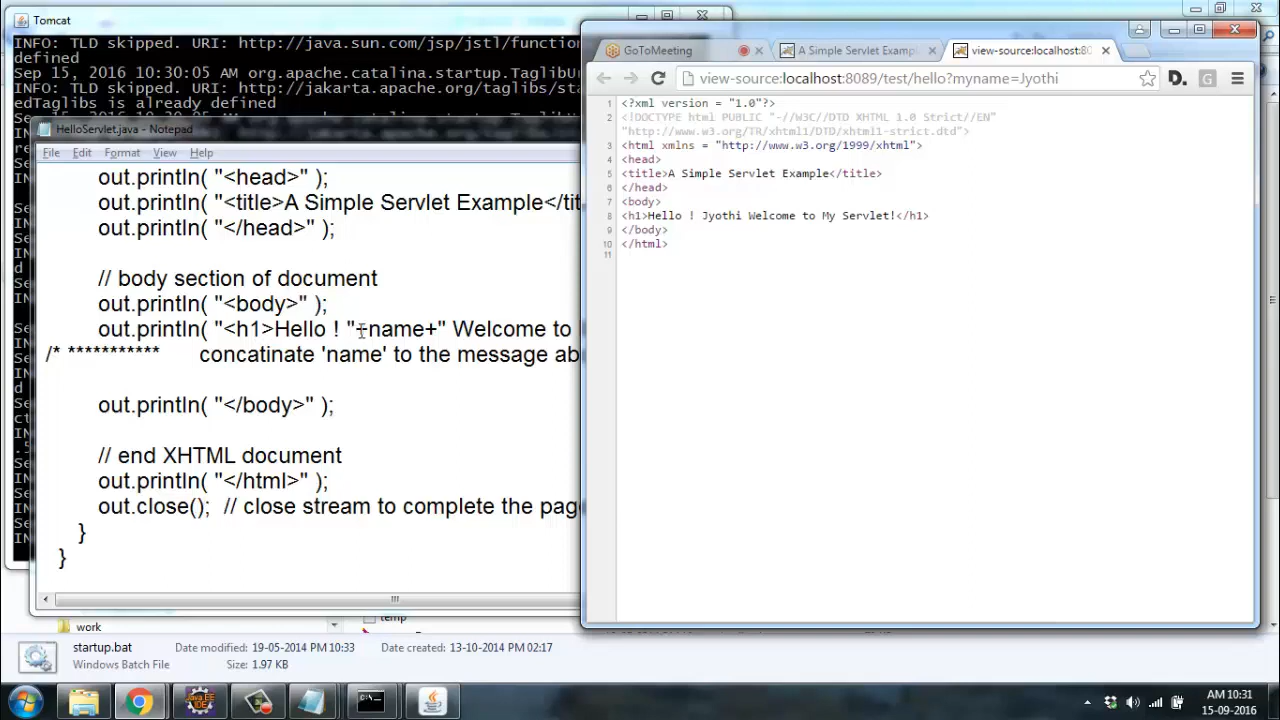 Tomcat
INFO: TLD skipped. URI: http://java.sun.com/jsp/jstl/function
defined
Sep 15, 2016 10:30:05 AM org.apache.catalina.startup.TaglibU
INFO: TLD skipped. URI: http://jakarta.apache.org/taglibs/sta
edTaglibs is already defined
HelloServlet.java - Notepad
File Edit Format View Help
out.println( "<head>" );
out.println( "<title>A Simple Servlet Example</tit
out.println( "</head>" );
// body section of document
out.println( "<body>" );
out.println( "<h1>Hello ! "+name+" Welcome to
/* *********** concatinate 'name' to the message ab
out.println( "</body>" );
// end XHTML document
out.println( "</html>" );
out.close(); // close stream to complete the page
}
}
GoToMeeting
A Simple Servlet Exampl
view-source:localhost:80
view-source:localhost:8089/test/hello?myname=Jyothi
1 <?xml version = "1.0"?>
2 <!DOCTYPE html PUBLIC "-//W3C//DTD XHTML 1.0 Strict//EN"
"http://www.w3.org/TR/xhtml1/DTD/xhtml1-strict.dtd">
3 <html xmlns = "http://www.w3.org/1999/xhtml">
4 <head>
5 <title>A Simple Servlet Example</title>
6 </head>
7 <body>
8 <h1>Hello ! Jyothi Welcome to My Servlet!</h1>
9 </body>
10 </html>
11
work
temp
startup.bat Date modified: 19-05-2014 PM 10:33 Date created: 13-10-2014 PM 02:17
Windows Batch File Size: 1.97 KB
AM 10:31
15-09-2016